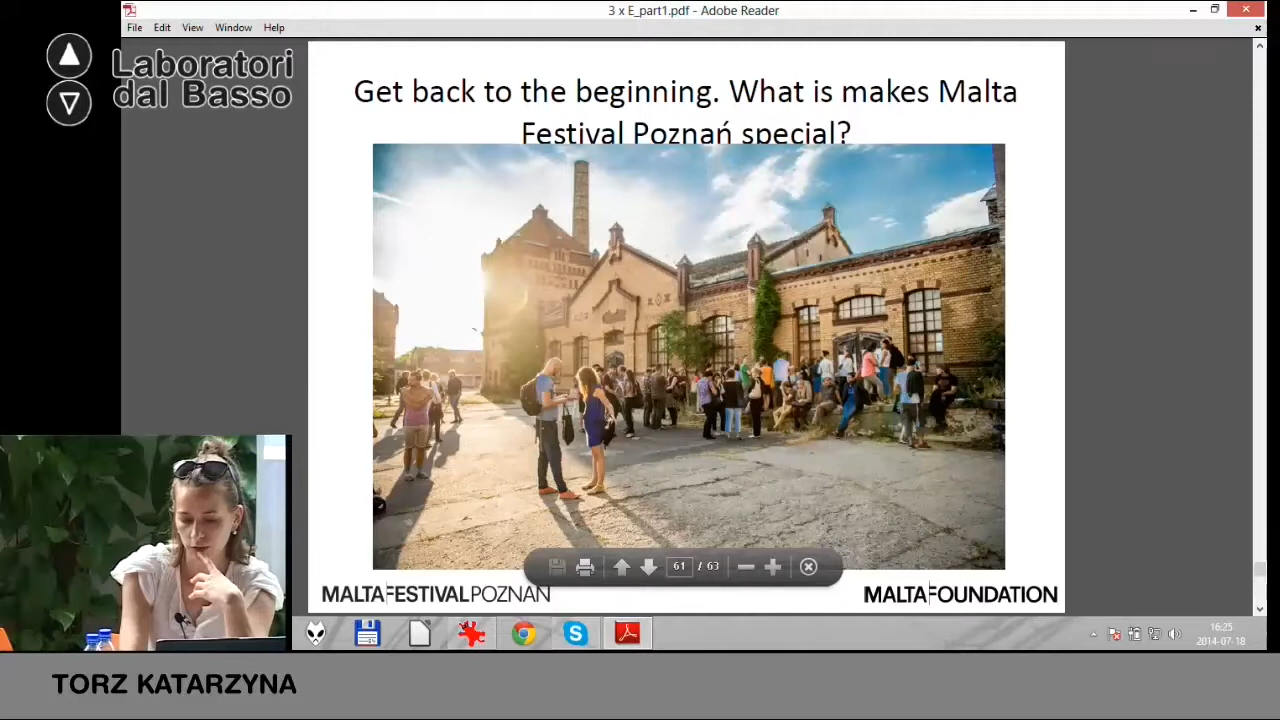 3 x E_part1.pdf - Adobe Reader
File Edit View Window Help
Laboratori
dal Basso
Get back to the beginning. What is makes Malta
Festival Poznań special?
61 / 63
MALTAFESTIVALPOZNAŃ
MALTAFOUNDATION
16:25
2014-07-18
TORZ KATARZYNA